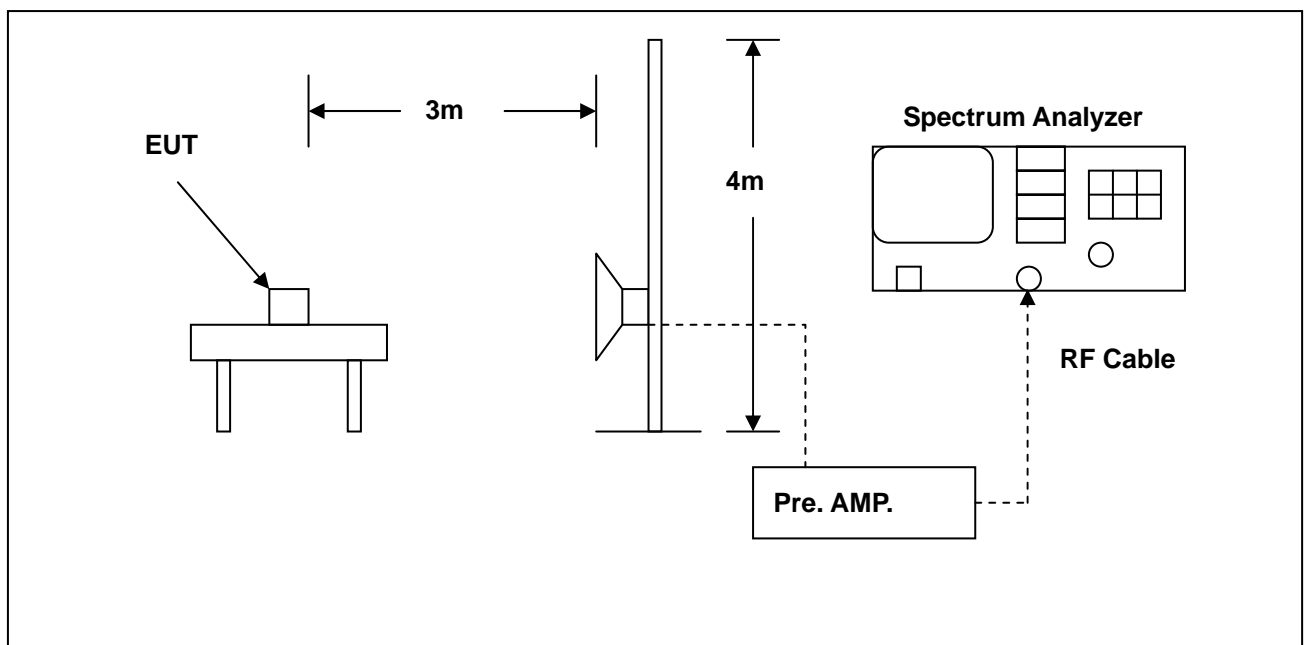 3m
Spectrum Analyzer
EUT
4m
RF Cable
Pre. AMP.